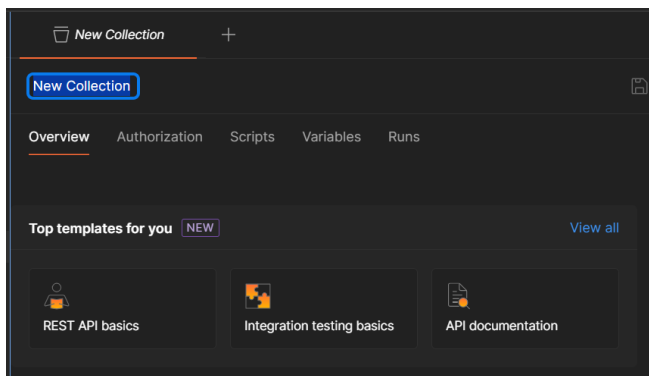 New Collection
New Collection
Overview Authorization Scripts Variables Runs
Top templates for you NEW View all
REST API basics Integration testing basics API documentation